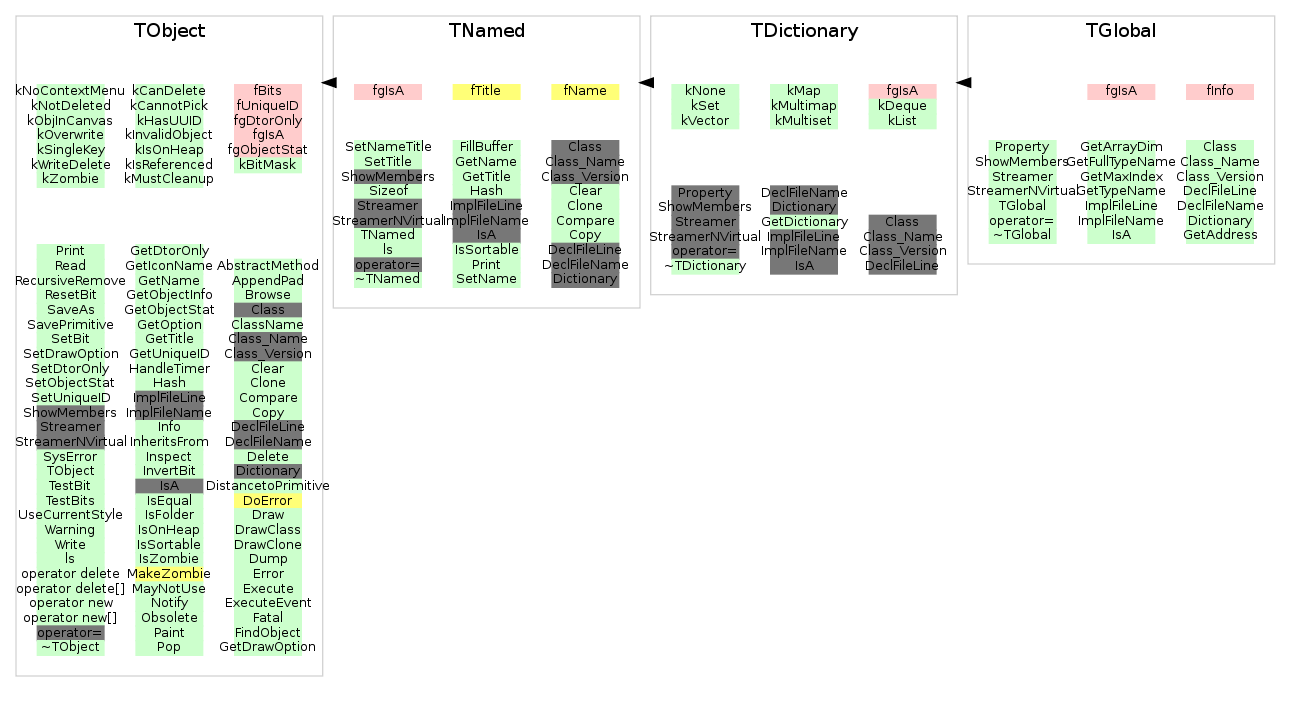 TObject
kNoContextMenu
kNotDeleted
kObjInCanvas
kOverwrite
kSingleKey
kWriteDelete
kZombie
kCanDelete
kCannotPick
kHasUUID
kInvalidObject
kIsOnHeap
kIsReferenced
kMustCleanup
fBits
fUniqueID
fgDtorOnly
fgIsA
fgObjectStat
kBitMask
Print
Read
RecursiveRemove
ResetBit
SaveAs
SavePrimitive
SetBit
SetDrawOption
SetDtorOnly
SetObjectStat
SetUniqueID
ShowMembers
Streamer
StreamerNVirtual
SysError
TObject
TestBit
TestBits
UseCurrentStyle
Warning
Write
ls
operator delete
operator delete[]
operator new
operator new[]
operator=
~TObject
GetDtorOnly
GetIconName
GetName
GetObjectInfo
GetObjectStat
GetOption
GetTitle
GetUniqueID
HandleTimer
Hash
ImplFileLine
ImplFileName
Info
InheritsFrom
Inspect
InvertBit
IsA
IsEqual
IsFolder
IsOnHeap
IsSortable
IsZombie
MakeZombie
MayNotUse
Notify
Obsolete
Paint
Pop
AbstractMethod
AppendPad
Browse
Class
ClassName
Class_Name
Class_Version
Clear
Clone
Compare
Copy
DeclFileLine
DeclFileName
Delete
Dictionary
DistancetoPrimitive
DoError
Draw
DrawClass
DrawClone
Dump
Error
Execute
ExecuteEvent
Fatal
FindObject
GetDrawOption
TNamed
fgIsA
fTitle
fName
SetNameTitle
SetTitle
ShowMembers
Sizeof
Streamer
StreamerNVirtual
TNamed
ls
operator=
~TNamed
FillBuffer
GetName
GetTitle
Hash
ImplFileLine
ImplFileName
IsA
IsSortable
Print
SetName
Class
Class_Name
Class_Version
Clear
Clone
Compare
Copy
DeclFileLine
DeclFileName
Dictionary
TDictionary
kNone
kSet
kVector
kMap
kMultimap
kMultiset
fgIsA
kDeque
kList
Property
ShowMembers
Streamer
StreamerNVirtual
operator=
~TDictionary
DeclFileName
Dictionary
GetDictionary
ImplFileLine
ImplFileName
IsA
Class
Class_Name
Class_Version
DeclFileLine
TGlobal
fgIsA
fInfo
Property
ShowMembers
Streamer
StreamerNVirtual
TGlobal
operator=
~TGlobal
GetArrayDim
GetFullTypeName
GetMaxIndex
GetTypeName
ImplFileLine
ImplFileName
IsA
Class
Class_Name
Class_Version
DeclFileLine
DeclFileName
Dictionary
GetAddress